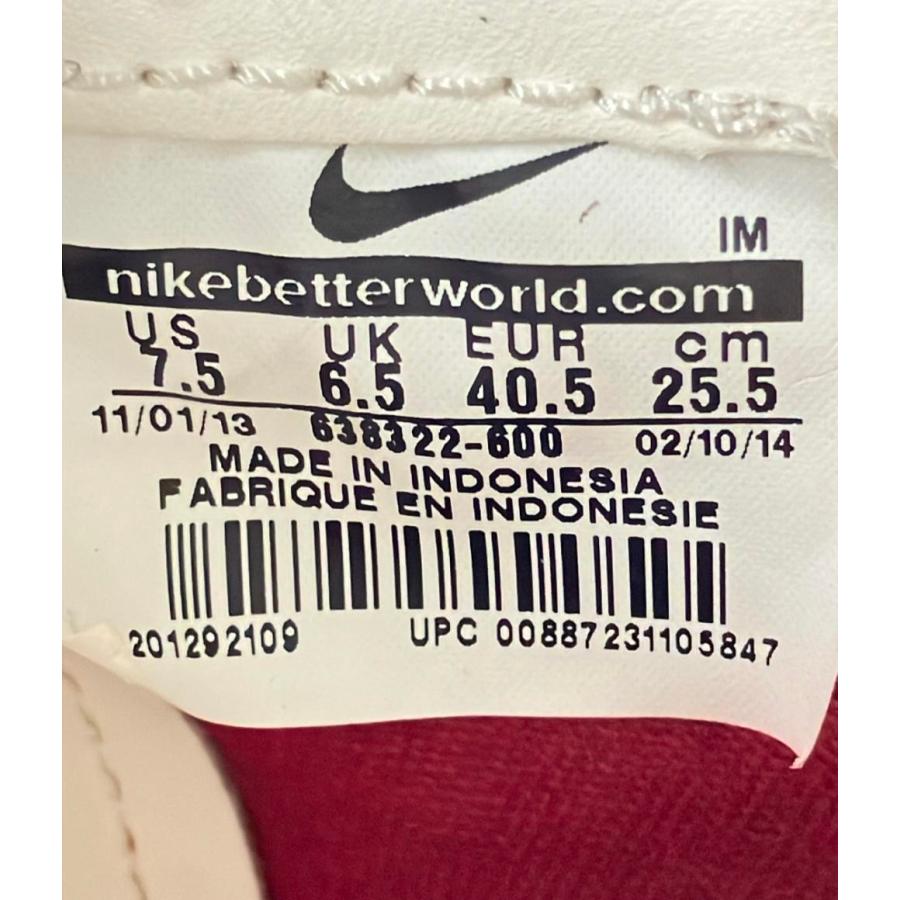 IM
nikebetterworld.com
US UK EUR cm
7.5 6.5 40.5 25.5
11/01/13 638322-600 02/10/14
MADE IN INDONESIA
FABRIQUE EN INDONESIE
201292109 UPC 00887231105847